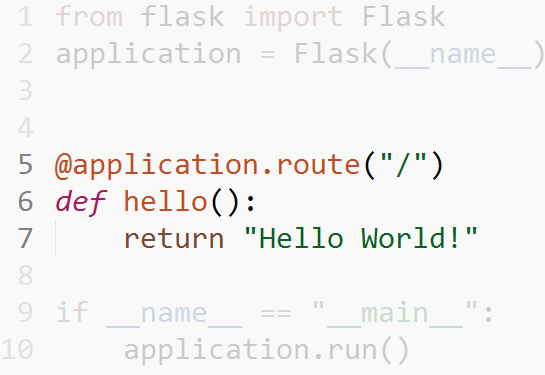 1 from flask import Flask
2 application = Flask(__name__)
3
4
5 @application.route("/")
6 def hello():
7     return "Hello World!"
8
9 if __name__ == "__main__":
10     application.run()